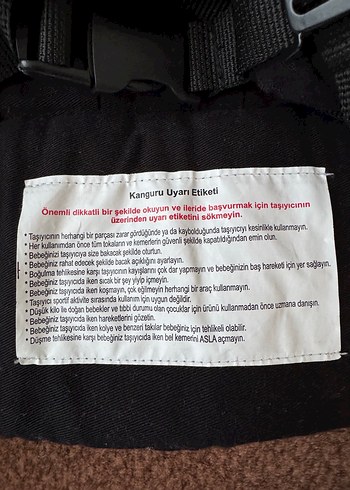 Kanguru Uyarı Etiketi
Önemli dikkatli bir şekilde okuyun ve ileride başvurmak için taşıyıcının
üzerinden uyarı etiketini sökmeyin.
* Taşıyıcının herhangi bir parçası zarar gördüğünde ya da kaybolduğunda taşıyıcıyı kesinlikle kullanmayın.
* Her kullanımdan önce tüm tokaların ve kemerlerin güvenli şekilde kapatıldığından emin olun.
* Bebeğinizi taşıyıcıya size bakacak şekilde oturtun.
* Bebeğiniz rahat edecek şekilde bacak açıklığını ayarlayın.
* Boğulma tehlikesine karşı taşıyıcının kayışlarını çok dar yapmayın ve bebeğinizin baş hareketi için yer sağlayın.
* Bebeğiniz taşıyıcıda iken sıcak bir şey yiyip içmeyin.
* Bebeğiniz taşıyıcıda iken koşmayın, çok eğilmeyin herhangi bir araç kullanmayın.
* Taşıyıcı sportif aktivite sırasında kullanım için uygun değildir.
* Düşük kilo ile doğan bebekler ve tıbbi durumu olan çocuklar için ürünü kullanmadan önce uzmana danışın.
* Bebeğiniz taşıyıcıda iken hareketlerini gözetin.
* Bebeğiniz taşıyıcıda iken kolye ve benzeri takılar bebeğiniz için tehlikeli olabilir.
* Düşme tehlikesine karşı bebeğiniz taşıyıcıda iken bel kemerini ASLA açmayın.